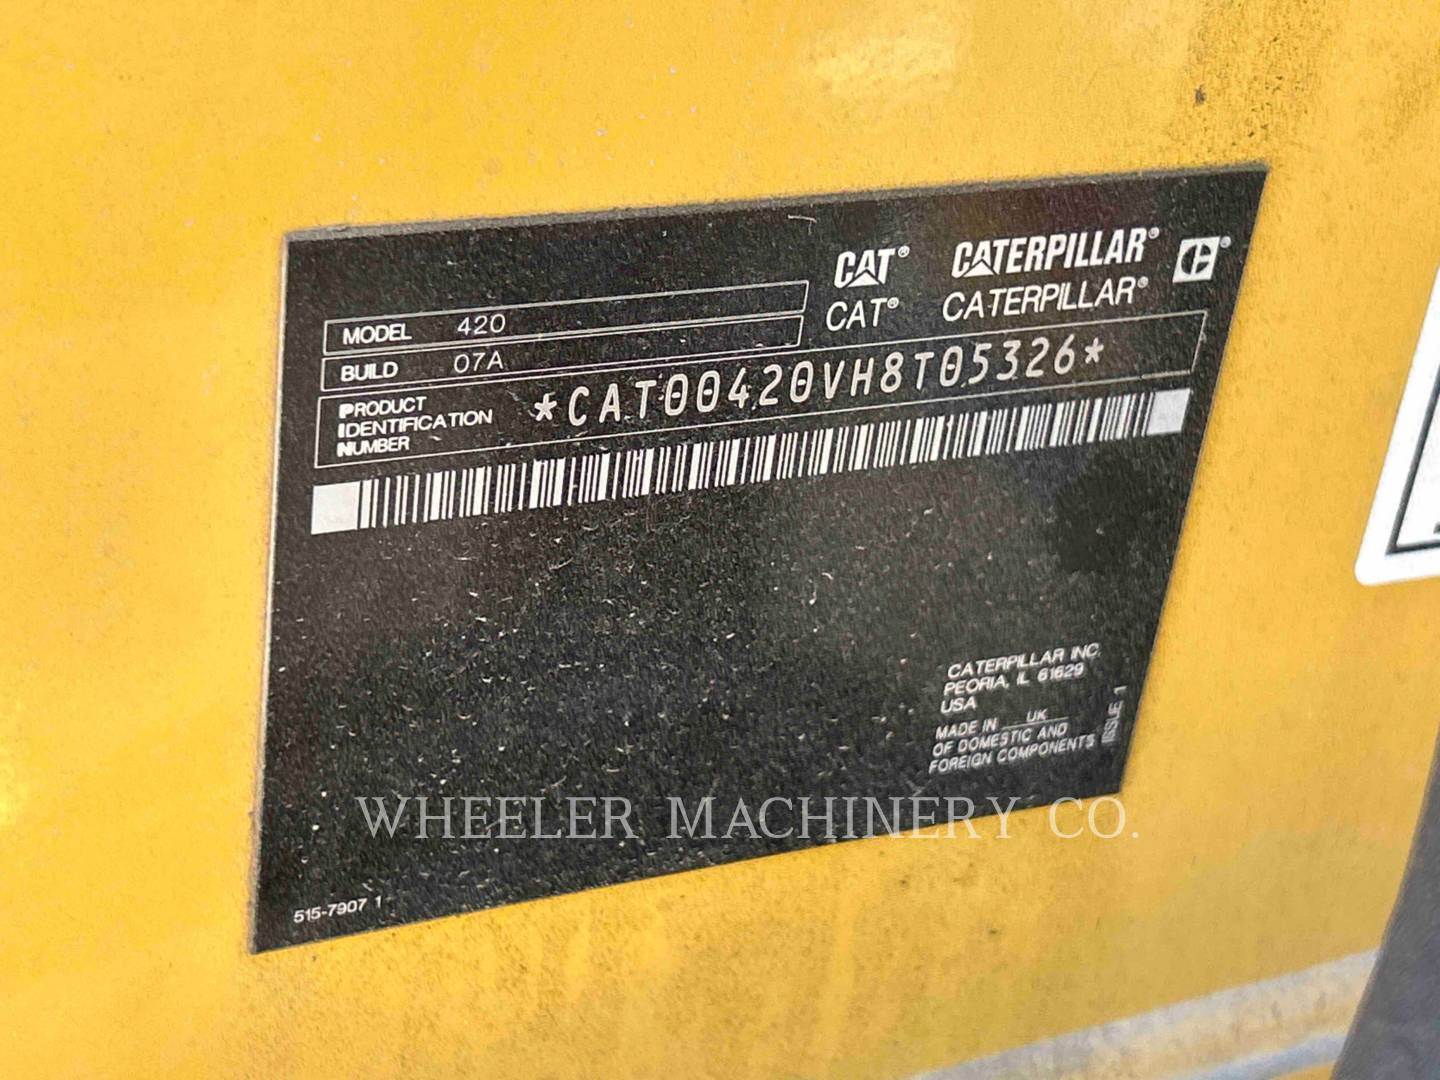 CAT® CATERPILLAR® ®
CAT® CATERPILLAR®
MODEL 420
BUILD 07A
PRODUCT
IDENTIFICATION
NUMBER
*CAT00420VH8T05326*
CATERPILLAR INC.
PEORIA, IL 61629
USA
MADE IN UK
OF DOMESTIC AND
FOREIGN COMPONENTS
ISSUE 1
WHEELER MACHINERY CO.
515-7907 1